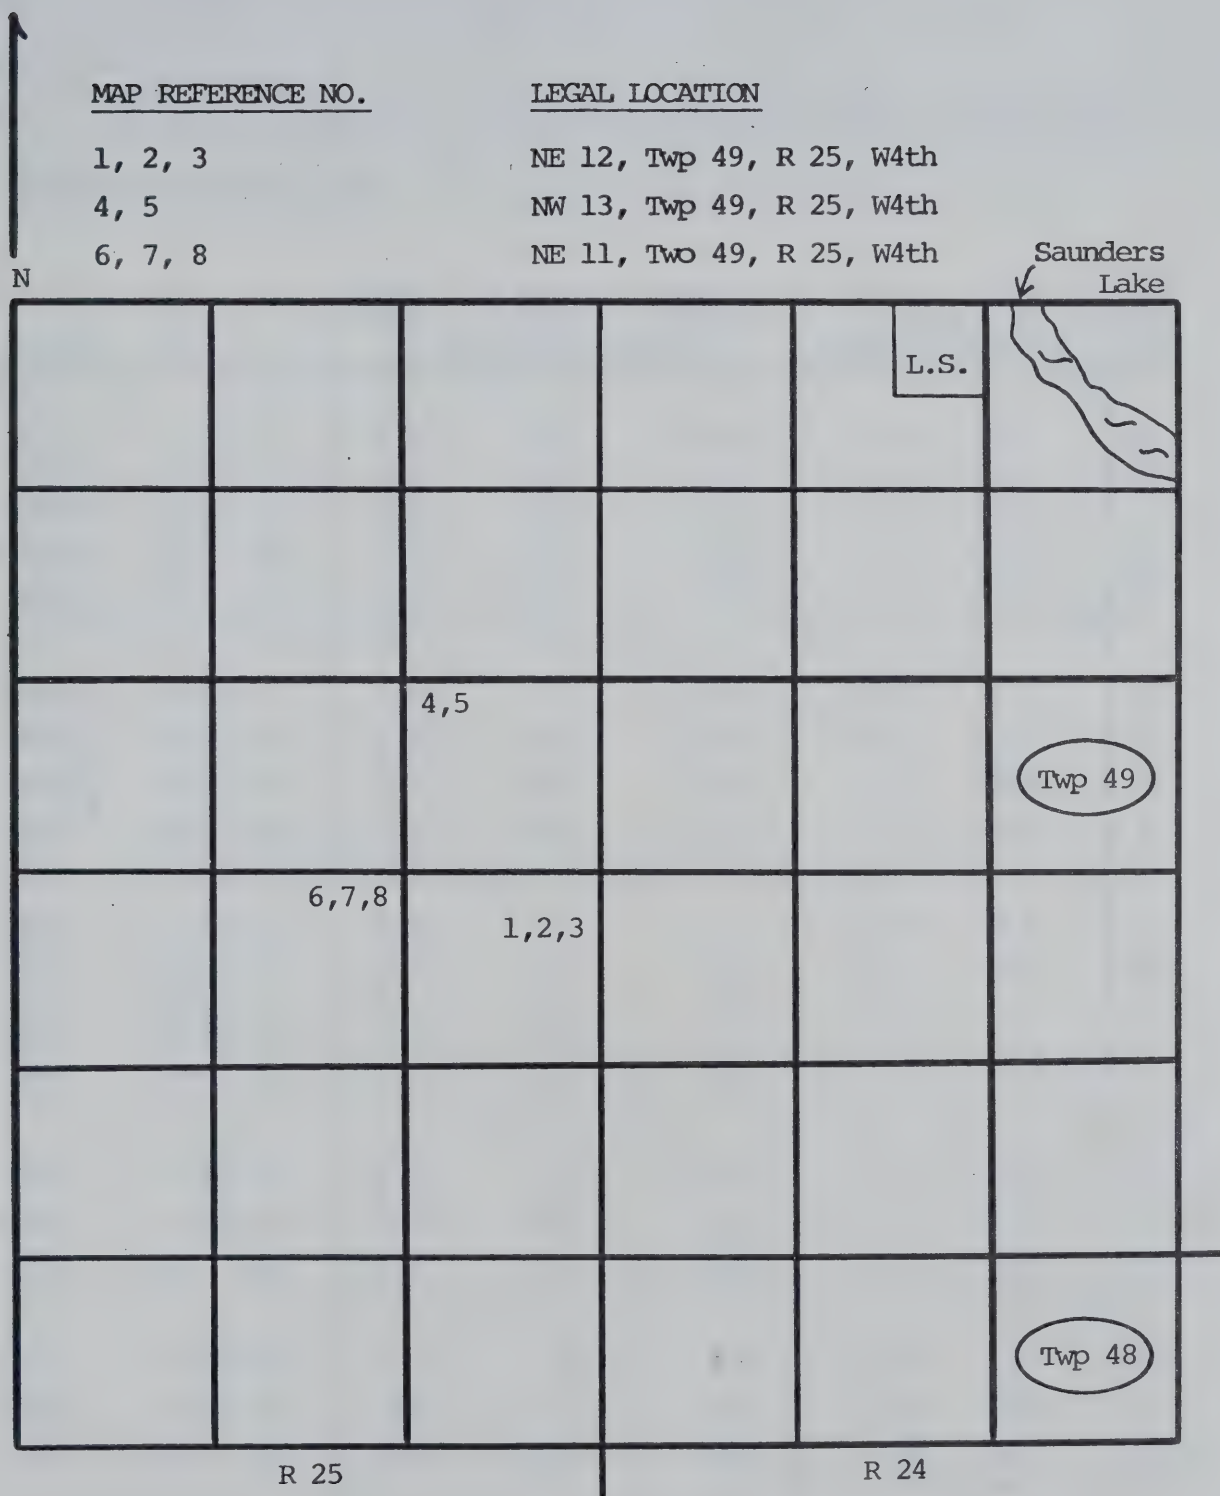 MAP REFERENCE NO. LEGAL LOCATION
1, 2, 3 NE 12, Twp 49, R 25, W4th
4, 5 NW 13, Twp 49, R 25, W4th
6, 7, 8 NE 11, Two 49, R 25, W4th
N
Saunders
Lake
L.S.
4,5
Twp 49
6,7,8
1,2,3
Twp 48
R 25 R 24